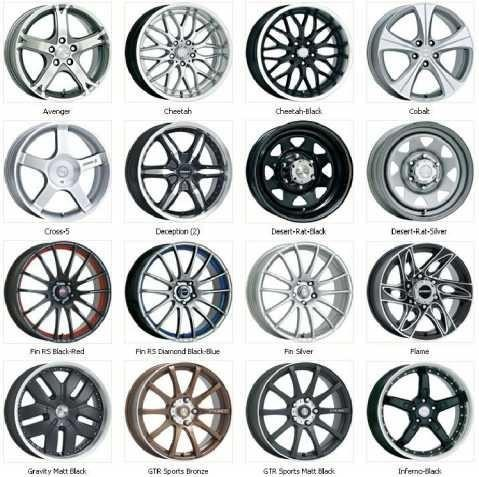 Avenger
Cheetah
Cheetah-Black
Cobalt
Cross-5
Deception (2)
Desert-Rat-Black
Desert-Rat-Silver
Fin RS Black-Red
Fin RS Diamond Black-Blue
Fin Silver
Flame
Gravity Matt Black
GTR Sports Bronze
GTR Sports Matt Black
Inferno-Black